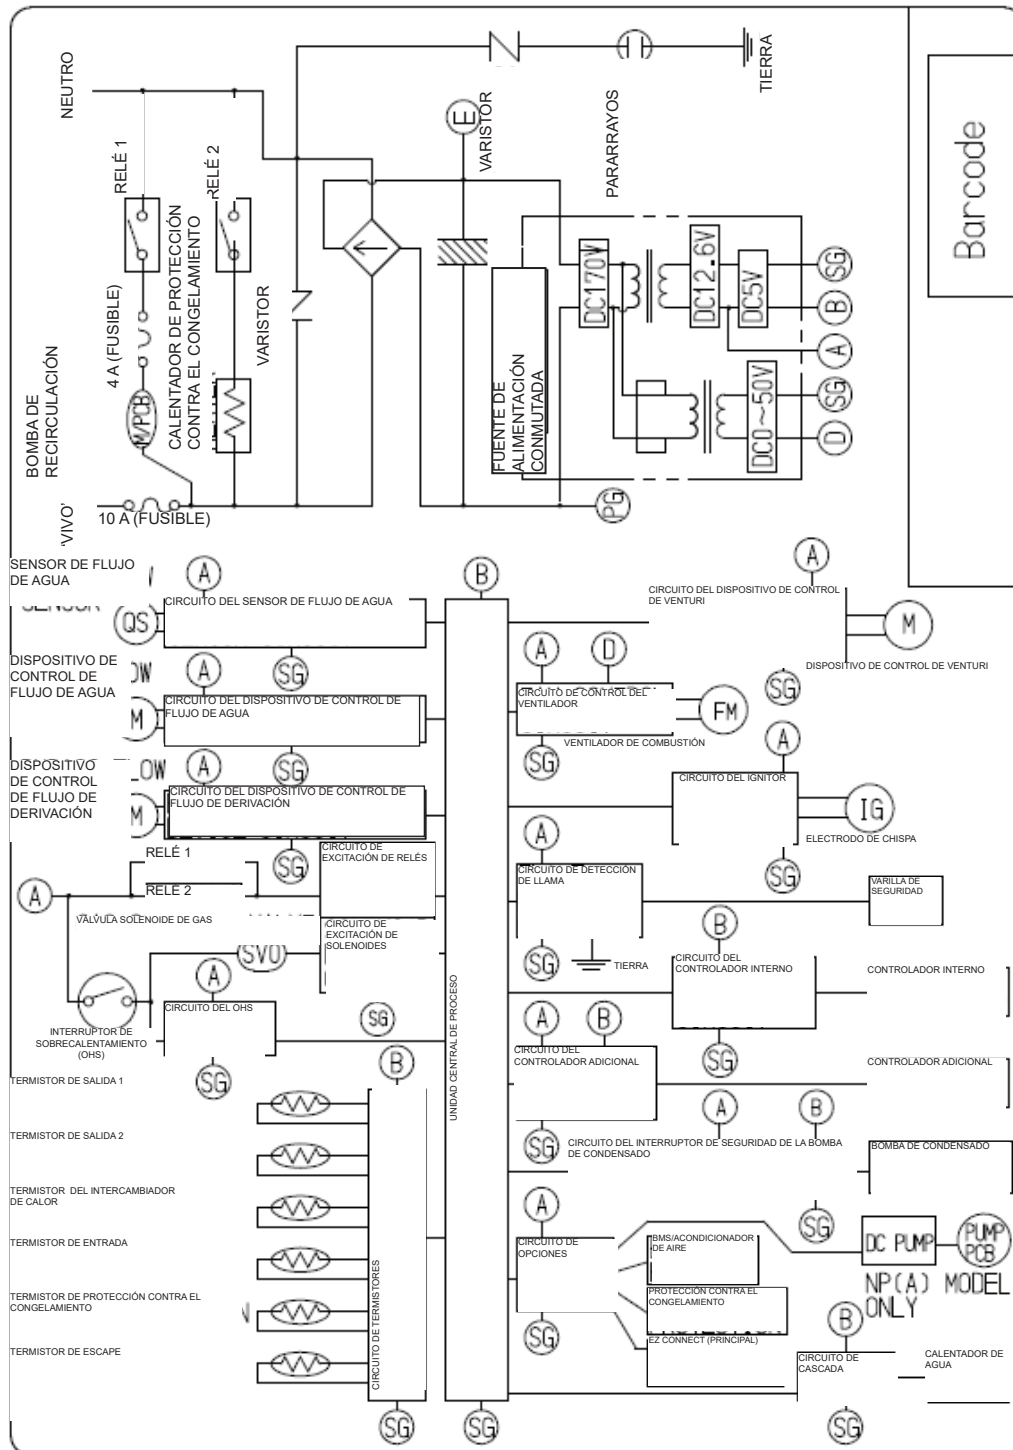 NEUTRO
RELÉ 1
RELÉ 2
VARISTOR
TIERRA
PARARRAYOS
Barcode
BOMBA DE
RECIRCULACIÓN
4 A (FUSIBLE)
CALENTADOR DE PROTECCIÓN
CONTRA EL CONGELAMIENTO
VARISTOR
E
M/PCB
FUENTE DE
ALIMENTACIÓN
CONMUTADA
DC170V
DC12.6V
DC5V
DC0~50V
SG
B
A
SG
D
PG
'VIVO'
10 A (FUSIBLE)
SENSOR DE FLUJO
DE AGUA
A
CIRCUITO DEL SENSOR DE FLUJO DE AGUA
QS
SG
B
A
CIRCUITO DEL DISPOSITIVO DE CONTROL
DE VENTURI
M
DISPOSITIVO DE CONTROL DE VENTURI
SG
DISPOSITIVO DE
CONTROL DE
FLUJO DE AGUA
OW
A
CIRCUITO DEL DISPOSITIVO DE CONTROL DE
FLUJO DE AGUA
M
SG
A
D
CIRCUITO DE CONTROL DEL
VENTILADOR
FM
VENTILADOR DE COMBUSTIÓN
SG
DISPOSITIVO
DE CONTROL
DE FLUJO DE
DERIVACIÓN
LOW
A
CIRCUITO DEL DISPOSITIVO DE CONTROL DE
FLUJO DE DERIVACIÓN
M
SG
A
CIRCUITO DEL IGNITOR
IG
ELECTRODO DE CHISPA
SG
A
RELÉ 1
RELÉ 2
CIRCUITO DE
EXCITACIÓN DE RELÉS
VÁLVULA SOLENOIDE DE GAS
CIRCUITO DE
EXCITACIÓN DE
SOLENOIDES
SV0
A
CIRCUITO DE DETECCIÓN
DE LLAMA
VARILLA DE
SEGURIDAD
SG
TIERRA
A
CIRCUITO DEL OHS
INTERRUPTOR DE
SOBRECALENTAMIENTO
(OHS)
SG
SG
B
CIRCUITO DEL
CONTROLADOR INTERNO
CONTROLADOR INTERNO
SG
A
B
CIRCUITO DEL
CONTROLADOR ADICIONAL
CONTROLADOR ADICIONAL
SG
UNIDAD CENTRAL DE PROCESO
B
TERMISTOR DE SALIDA 1
TERMISTOR DE SALIDA 2
TERMISTOR DEL INTERCAMBIADOR
DE CALOR
TERMISTOR DE ENTRADA
TERMISTOR DE PROTECCIÓN CONTRA EL
CONGELAMIENTO
TERMISTOR DE ESCAPE
CIRCUITO DE TERMISTORES
SG
SG
A
B
CIRCUITO DEL INTERRUPTOR DE SEGURIDAD DE LA BOMBA
DE CONDENSADO
BOMBA DE CONDENSADO
SG
A
CIRCUITO DE
OPCIONES
SG
BMS/ACONDICIONADOR
DE AIRE
PROTECCIÓN CONTRA EL
CONGELAMIENTO
EZ CONNECT (PRINCIPAL)
DC PUMP
PUMP
PCB
NP(A) MODEL
ONLY
B
CIRCUITO DE
CASCADA
CALENTADOR DE
AGUA
SG